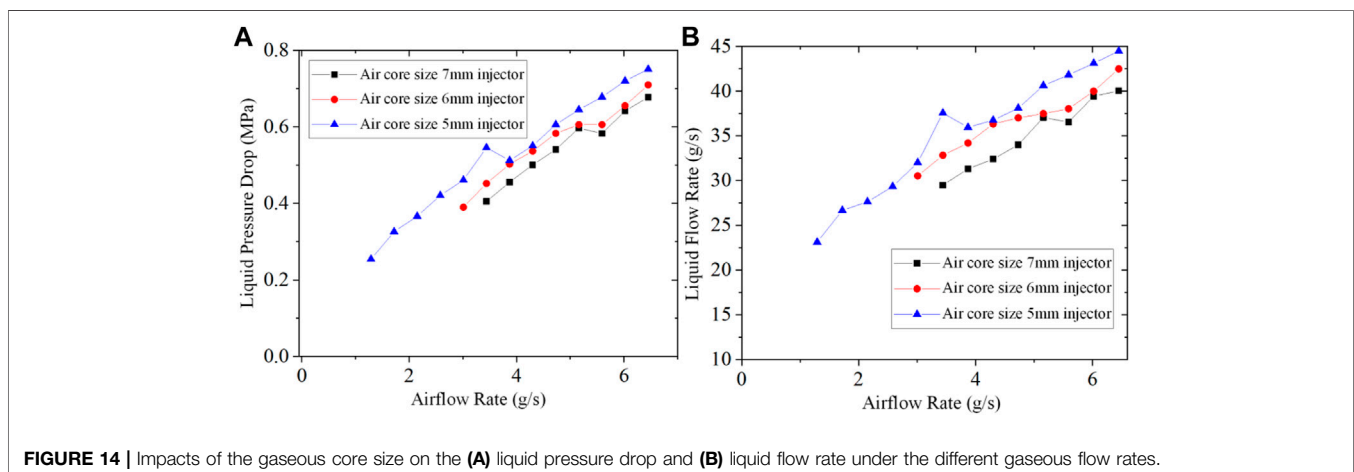 A
Liquid Pressure Drop (MPa)
0.8
0.6
0.4
0.2
0.0
Air core size 7mm injector
Air core size 6mm injector
Air core size 5mm injector
0 2 4 6
Airflow Rate (g/s)
B
Liquid Flow Rate (g/s)
45
40
35
30
25
20
15
10
Air core size 7mm injector
Air core size 6mm injector
Air core size 5mm injector
0 2 4 6
Airflow Rate (g/s)
FIGURE 14 | Impacts of the gaseous core size on the (A) liquid pressure drop and (B) liquid flow rate under the different gaseous flow rates.